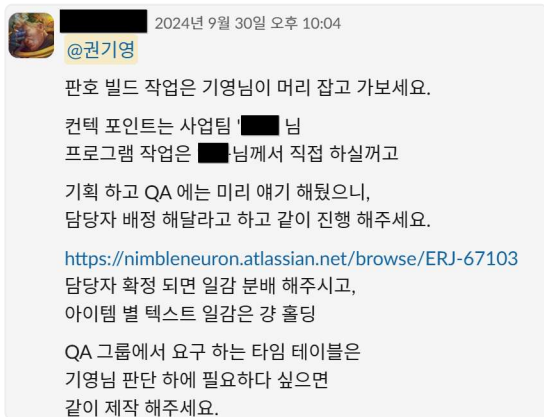 2024년 9월 30일 오후 10:04
@권기영
판호 빌드 작업은 기영님이 머리 잡고 가보세요.
컨텍 포인트는 사업팀 ' 님
프로그램 작업은 님께서 직접 하실꺼고
기획 하고 QA 에는 미리 얘기 해뒀으니,
담당자 배정 해달라고 하고 같이 진행 해주세요.
https://nimbleneuron.atlassian.net/browse/ERJ-67103
담당자 확정 되면 일감 분배 해주시고,
아이템 별 텍스트 일감은 걍 홀딩
QA 그룹에서 요구 하는 타임 테이블은
기영님 판단 하에 필요하다 싶으면
같이 제작 해주세요.